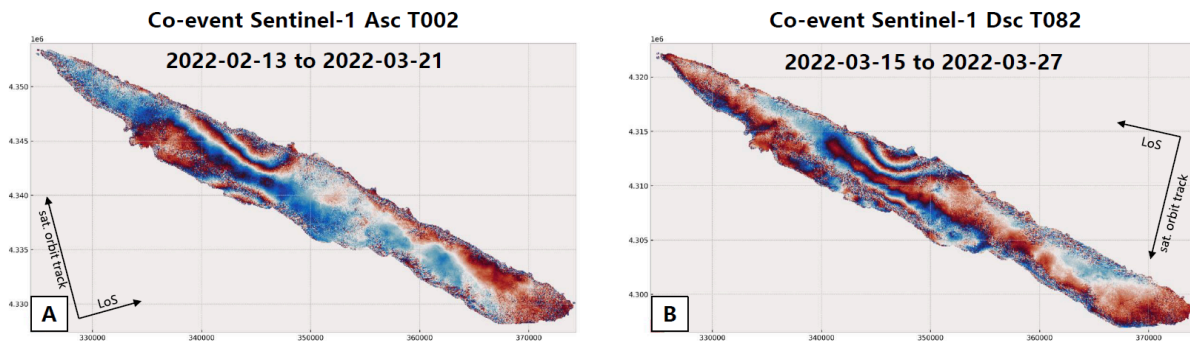 Co-event Sentinel-1 Asc T002
1e6
2022-02-13 to 2022-03-21
4.350
4.345
4.340
4.335
4.330
sat. orbit track
LoS
A
330000
340000
350000
360000
370000
Co-event Sentinel-1 Dsc T082
1e6
2022-03-15 to 2022-03-27
4.320
4.315
4.310
4.305
4.300
LoS
sat. orbit track
B
330000
340000
350000
360000
370000